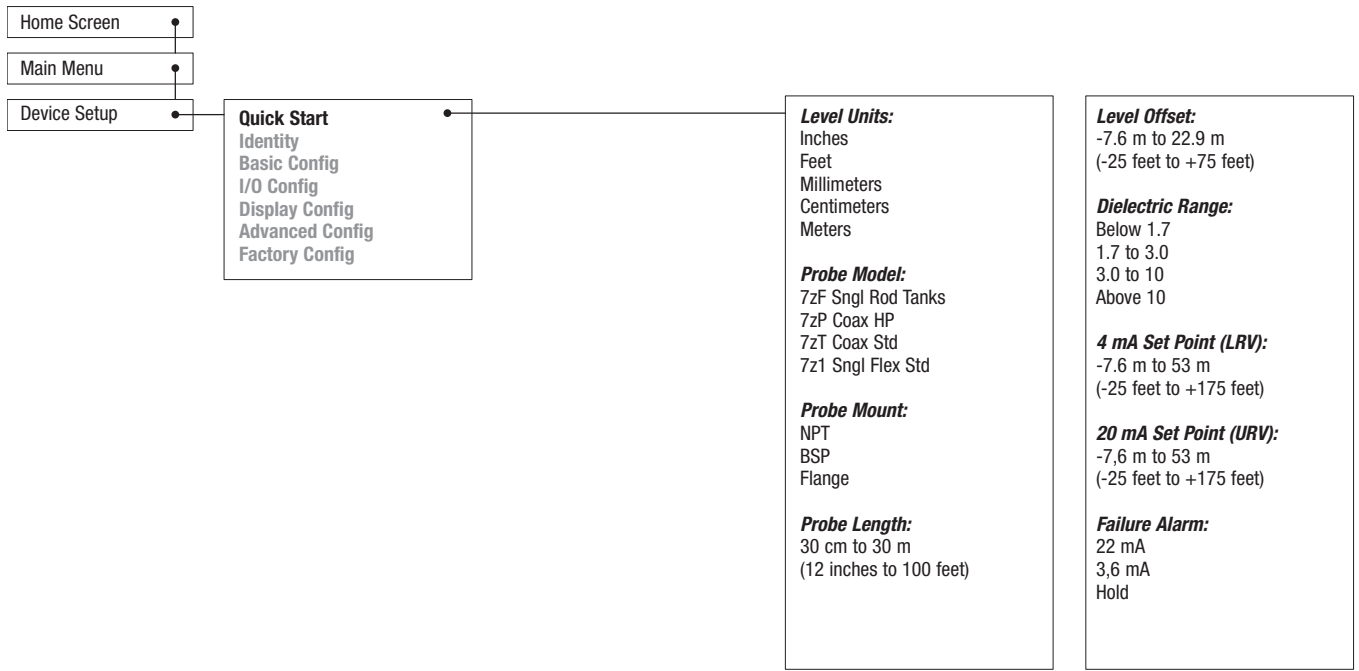 Home Screen
Main Menu
Device Setup
Quick Start
Identity
Basic Config
I/O Config
Display Config
Advanced Config
Factory Config
Level Units:
Inches
Feet
Millimeters
Centimeters
Meters
Probe Model:
7zF Sngl Rod Tanks
7zP Coax HP
7zT Coax Std
7z1 Sngl Flex Std
Probe Mount:
NPT
BSP
Flange
Probe Length:
30 cm to 30 m
(12 inches to 100 feet)
Level Offset:
-7.6 m to 22.9 m
(-25 feet to +75 feet)
Dielectric Range:
Below 1.7
1.7 to 3.0
3.0 to 10
Above 10
4 mA Set Point (LRV):
-7.6 m to 53 m
(-25 feet to +175 feet)
20 mA Set Point (URV):
-7,6 m to 53 m
(-25 feet to +175 feet)
Failure Alarm:
22 mA
3,6 mA
Hold